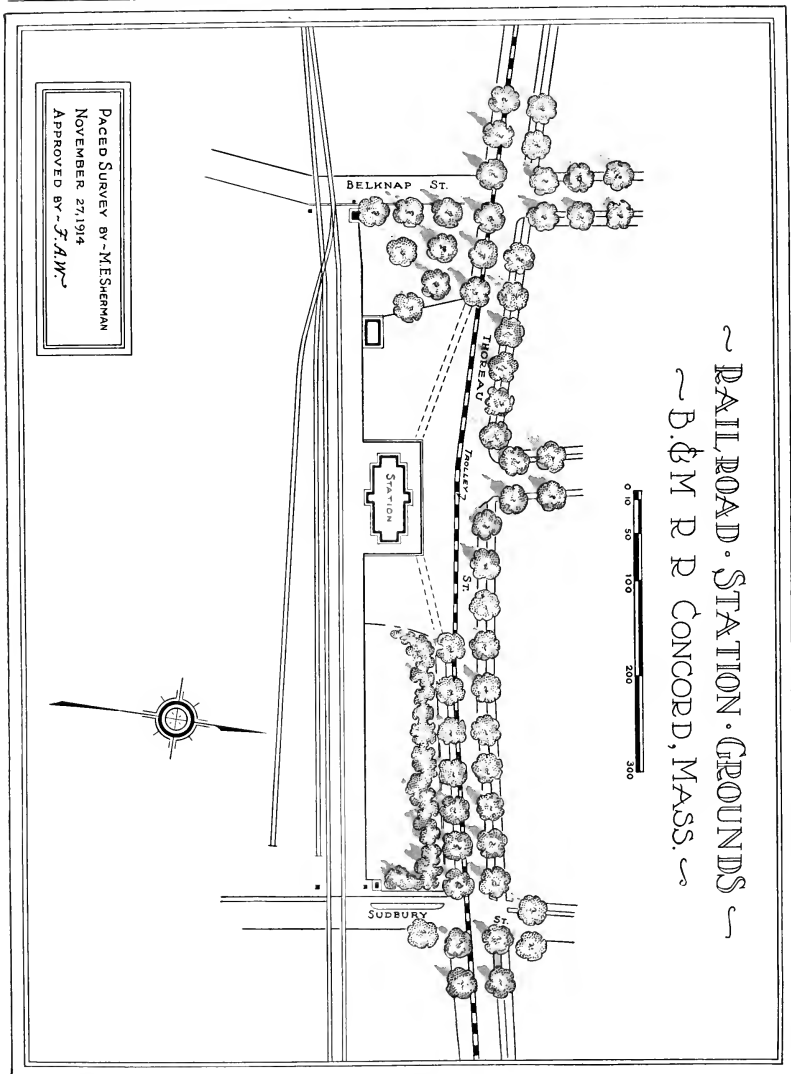 ~ RAILROAD · STATION · GROUNDS ~
~ B. & M R R CONCORD, MASS. ~
0 10 50 100 200 300
BELKNAP ST.
THOREAU ST.
TROLLEY
STATION
SUDBURY ST.
PACED SURVEY BY ~ M.E. SHERMAN
NOVEMBER 27, 1914
APPROVED BY ~ F.A.W. ~